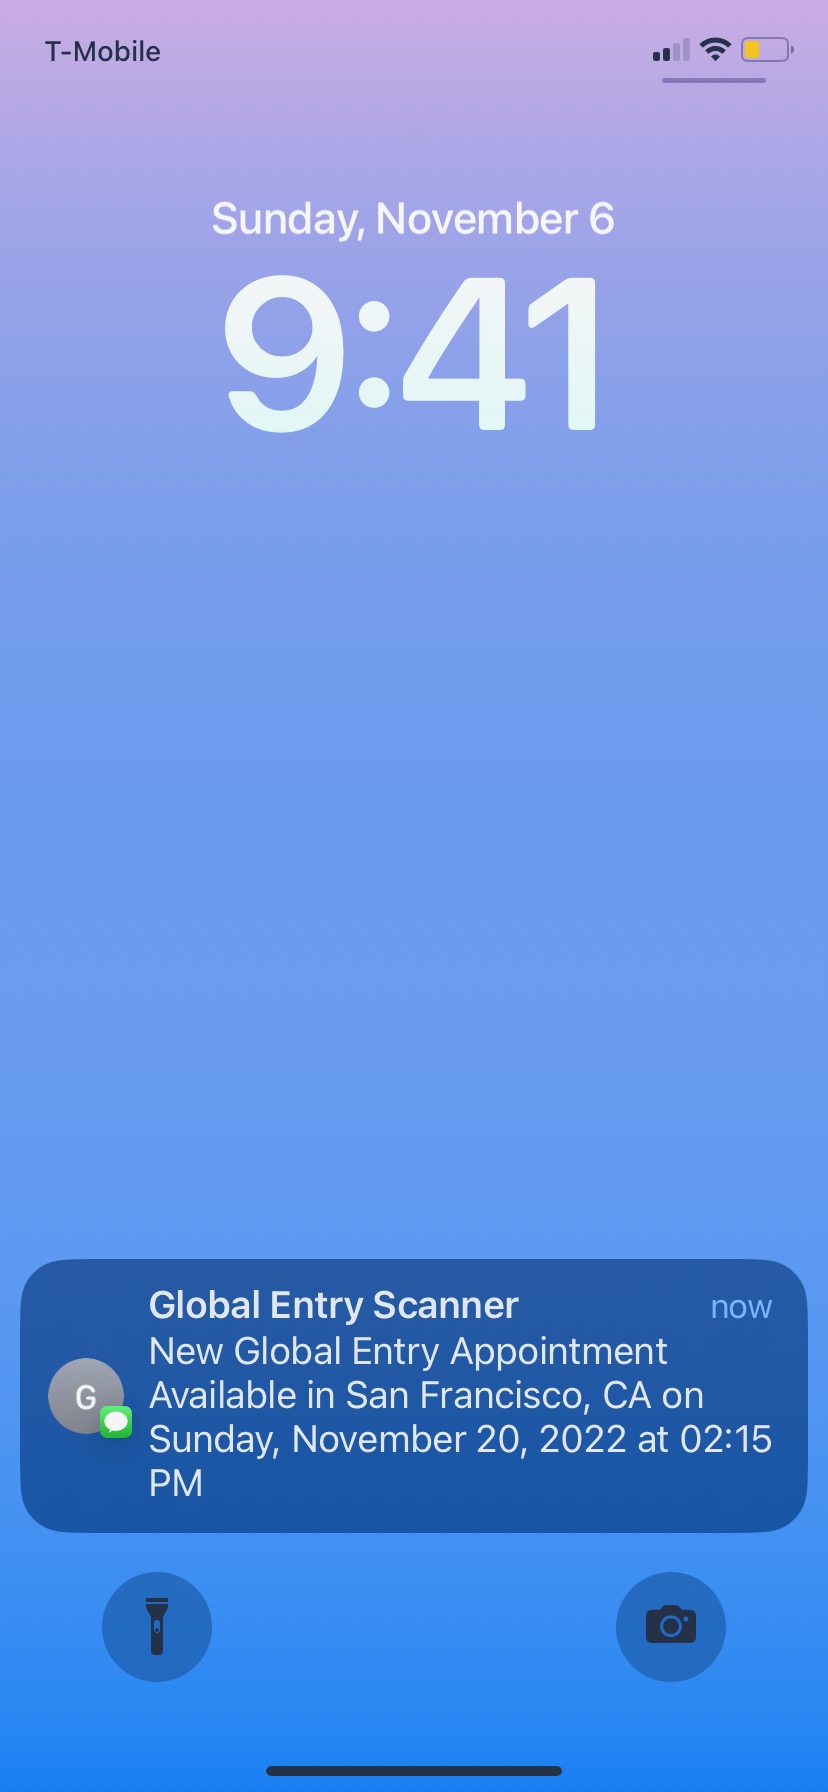 T-Mobile
Sunday, November 6
9:41
Global Entry Scanner now
New Global Entry Appointment
Available in San Francisco, CA on
Sunday, November 20, 2022 at 02:15
PM
G